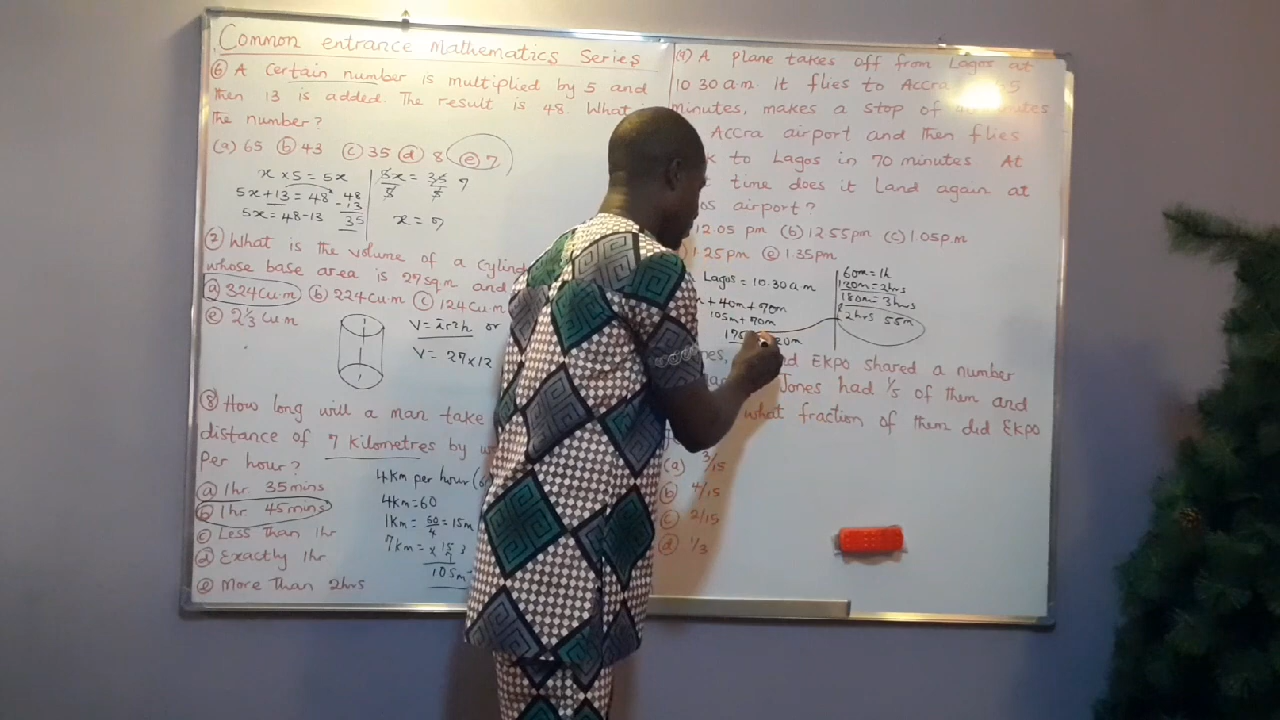 Common entrance Mathematics Series
⑥ A certain number is multiplied by 5 and
then 13 is added. The result is 48. What
the number?
(a) 65 (b) 43 (c) 35 (d) 8 (e) 7
x × 5 = 5x
5x+13 = 48
5x = 48-13
48
-13
35
5x = 35 7
5 5
x = 7
⑦ What is the volume of a
whose base area is 27sqm and
(a) 324cu.m (b) 224cu.m (c) 124cu.m
(e) 2⅓ cu.m
V = πr²h or
V = 27×12
⑧ How long will a man take
distance of 7 kilometres by
Per hour?
(a) 1hr 35mins
(b) 1hr 45mins
(c) Less than 1hr
(d) Exactly 1hr
(e) More than 2hrs
4km per hour
4km=60
1km = 60/4 = 15m
7km = 15
× 7
105m
(9) A plane takes off from Lagos at
10.30 a.m. It flies to Accra
minutes, makes a stop of minutes
Accra airport and then flies
to Lagos in 70 minutes At
time does it Land again at
airport?
12.05 pm (b) 12.55pm (c) 1.05p.m
1.25pm (e) 1.35pm
Lagos = 10.30a.m
+ 40m + 70m
105m + 70m
60m = 1h
120m = 2hrs
180m = 3hrs
2hrs 55m
EKpo shared a number
Jones had 1/5 of them and
what fraction of them did EKpo
(a) 3/15
(b) 4/15
(c) 2/15
(d) 1/3